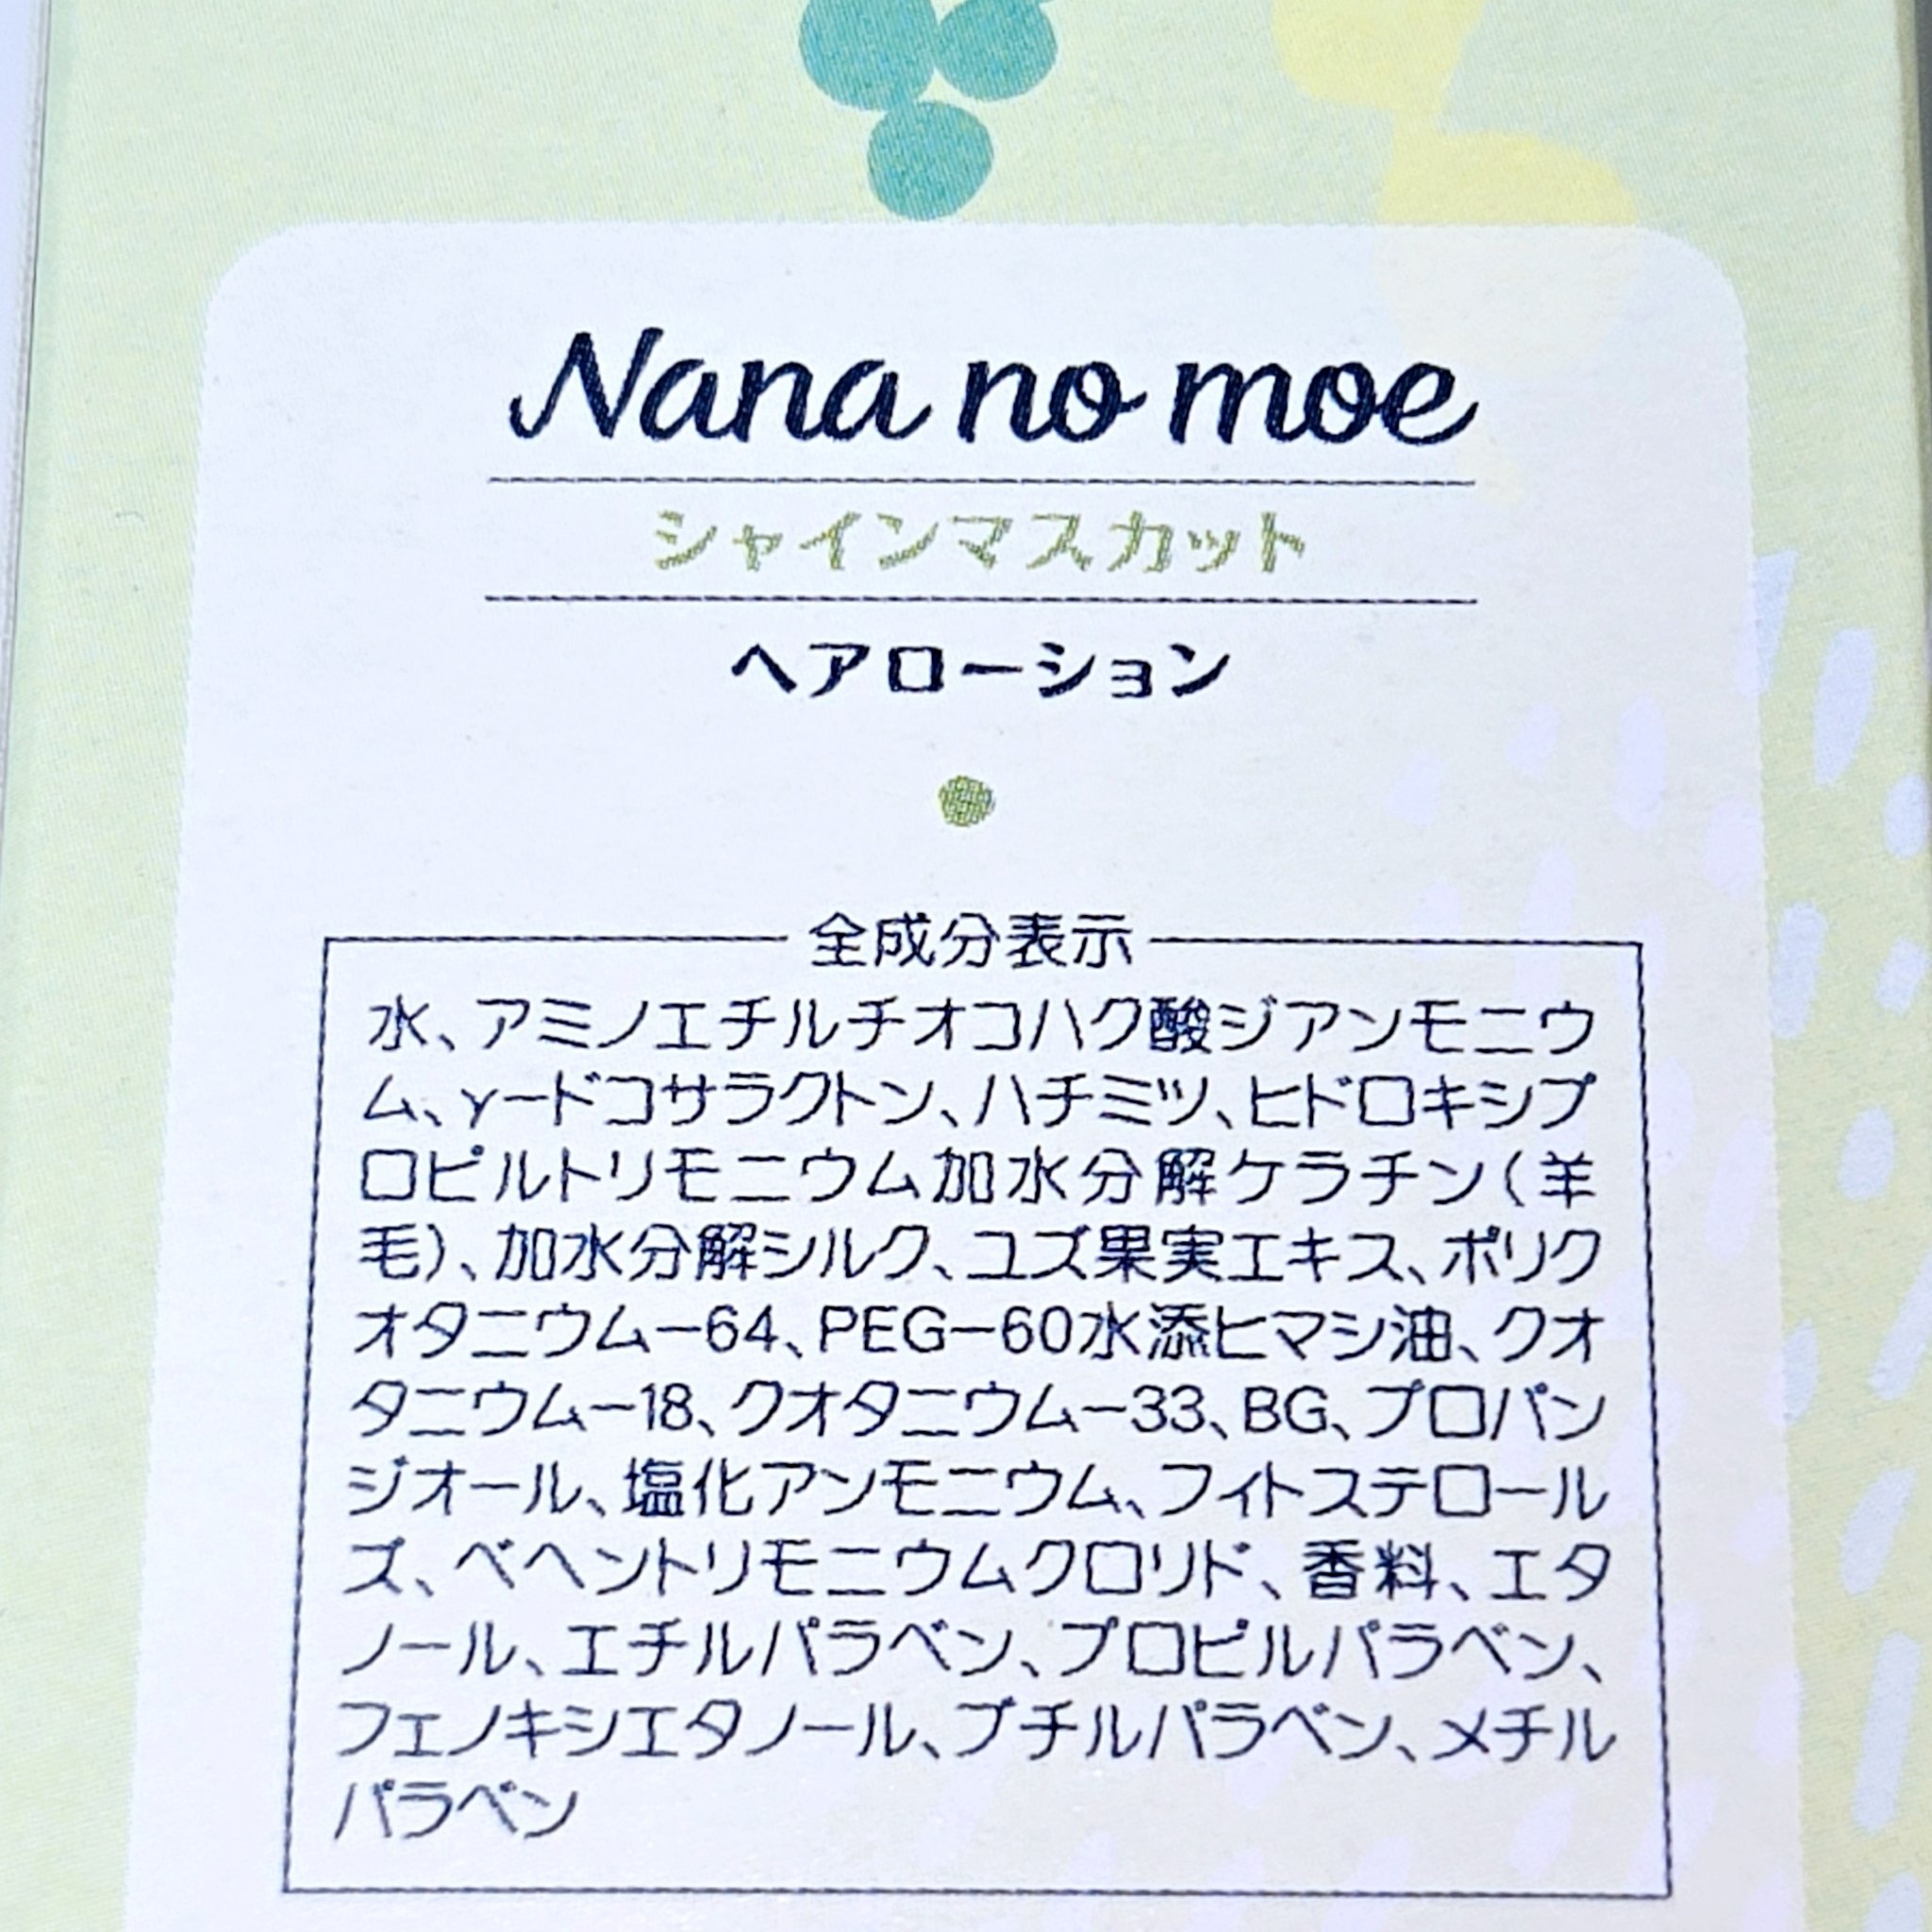 Nana no moe
シャインマスカット
ヘアローション
全成分表示
水、アミノエチルチオコハク酸ジアンモニウ
ム、γードコサラクトン、ハチミツ、ヒドロキシプ
ロピルトリモニウム加水分解ケラチン(羊
毛)、加水分解シルク、ユズ果実エキス、ポリク
オタニウム－64、PEG－60水添ヒマシ油、クオ
タニウム－18、クオタニウム－33、BG、プロパン
ジオール、塩化アンモニウム、フィトステロール
ズ、ベヘントリモニウムクロリド、香料、エタ
ノール、エチルパラベン、プロピルパラベン、
フェノキシエタノール、ブチルパラベン、メチル
パラベン